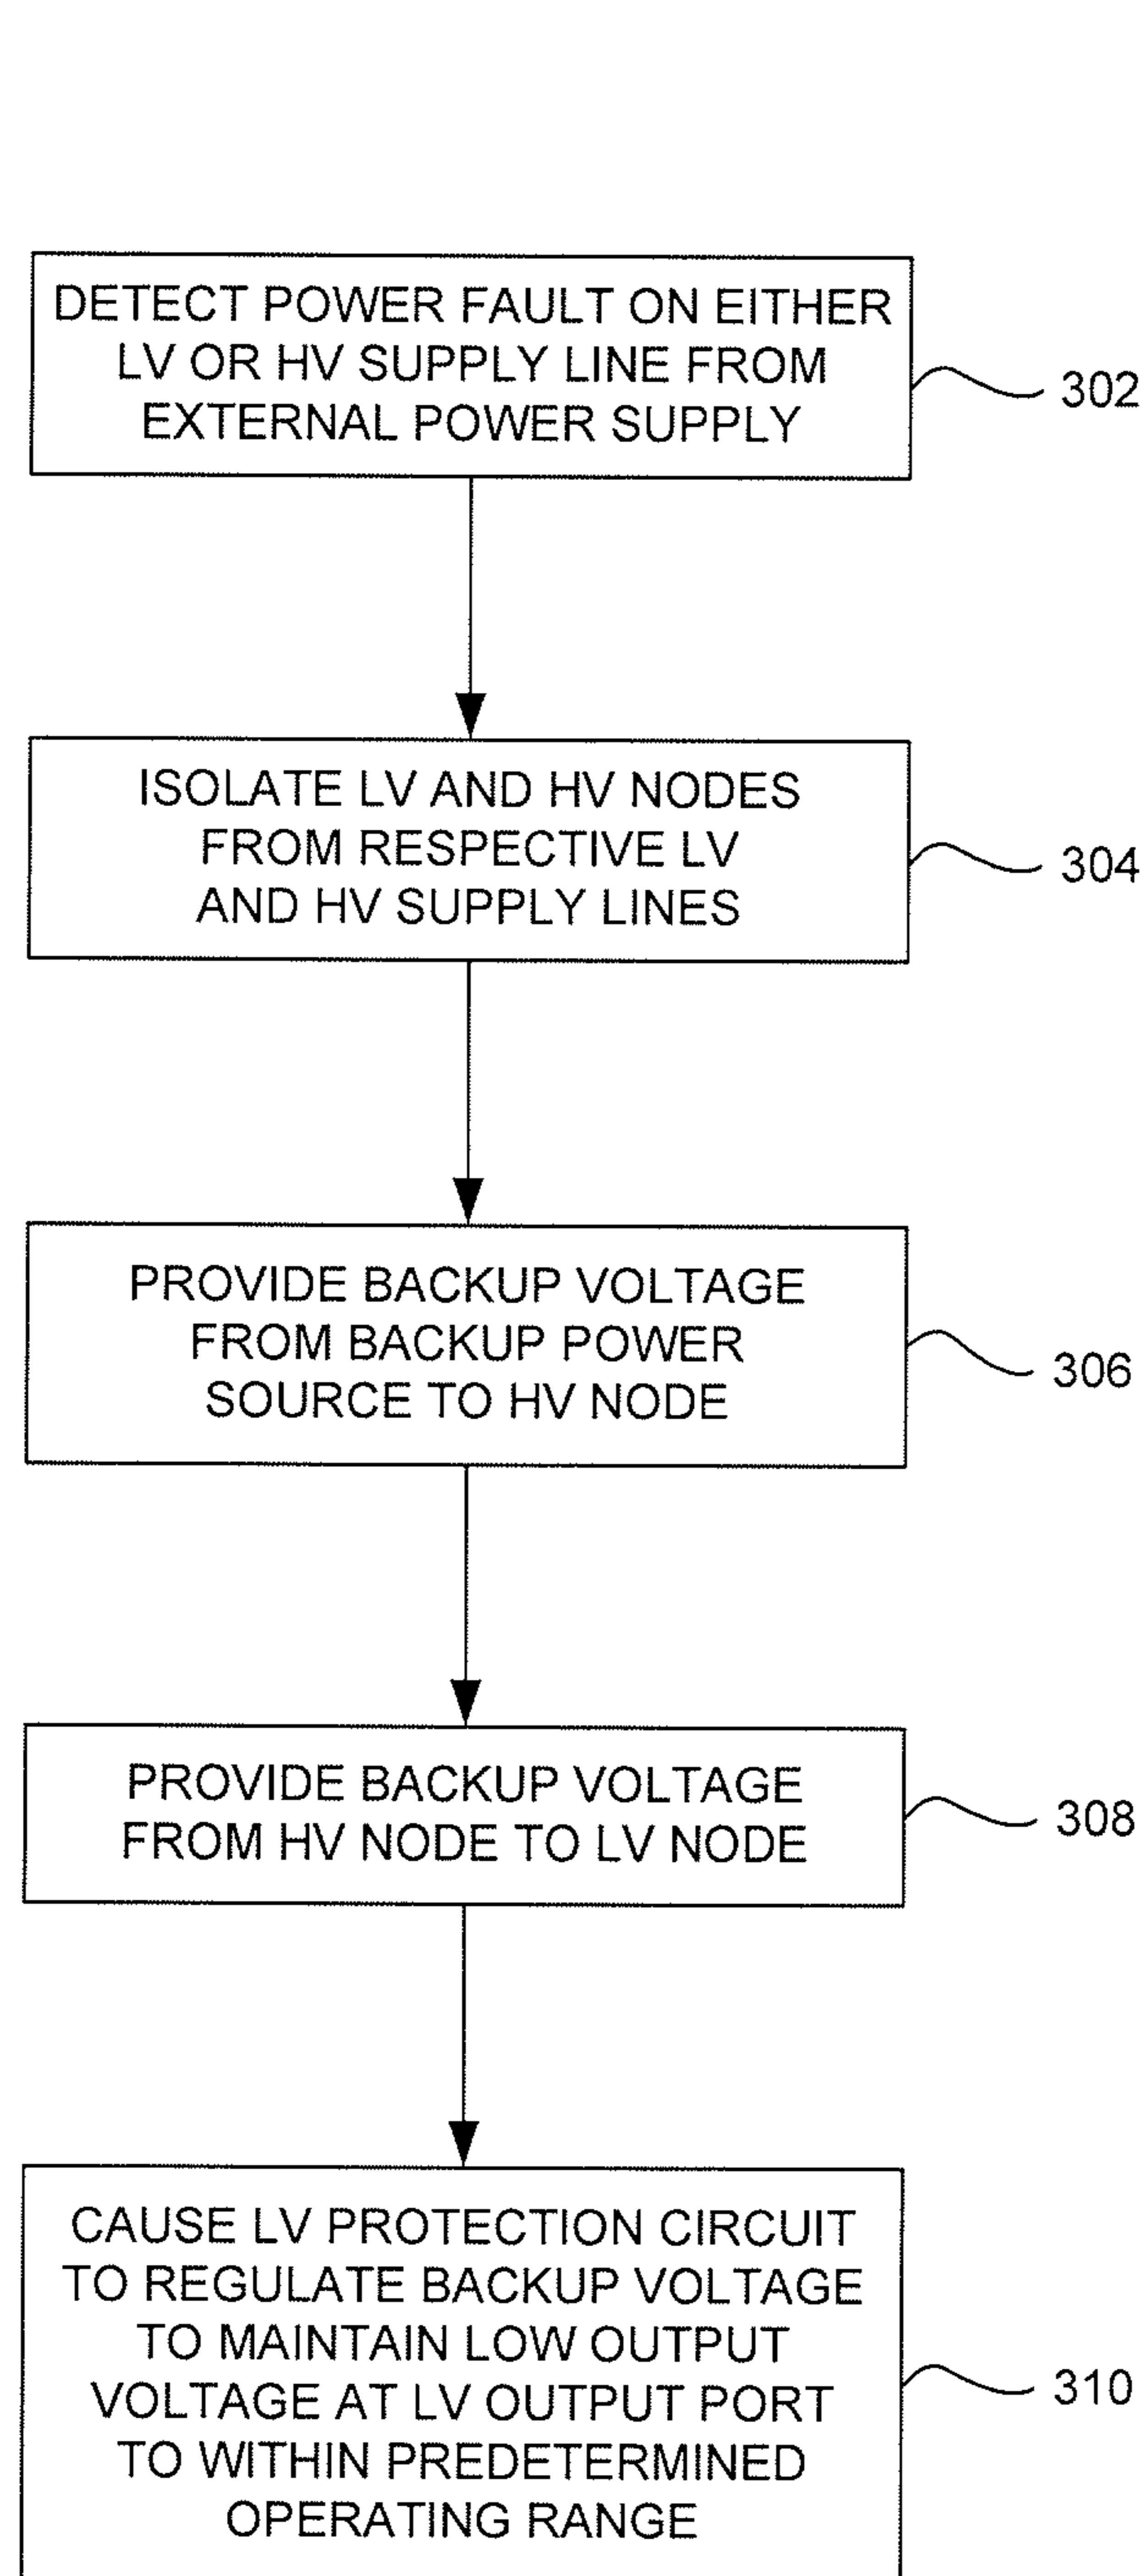 DETECT POWER FAULT ON EITHER
LV OR HV SUPPLY LINE FROM
EXTERNAL POWER SUPPLY
302
ISOLATE LV AND HV NODES
FROM RESPECTIVE LV
AND HV SUPPLY LINES
304
PROVIDE BACKUP VOLTAGE
FROM BACKUP POWER
SOURCE TO HV NODE
306
PROVIDE BACKUP VOLTAGE
FROM HV NODE TO LV NODE
308
CAUSE LV PROTECTION CIRCUIT
TO REGULATE BACKUP VOLTAGE
TO MAINTAIN LOW OUTPUT
VOLTAGE AT LV OUTPUT PORT
TO WITHIN PREDETERMINED
OPERATING RANGE
310